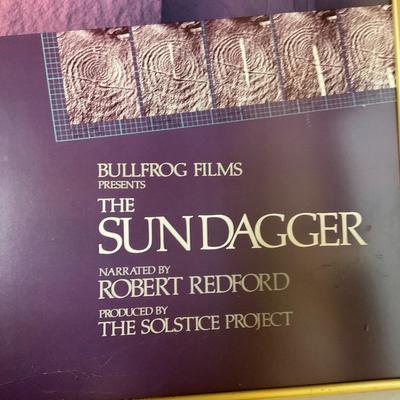 BULLFROG FILMS
PRESENTS
THE
SUN DAGGER
NARRATED BY
ROBERT REDFORD
PRODUCED BY
THE SOLSTICE PROJECT